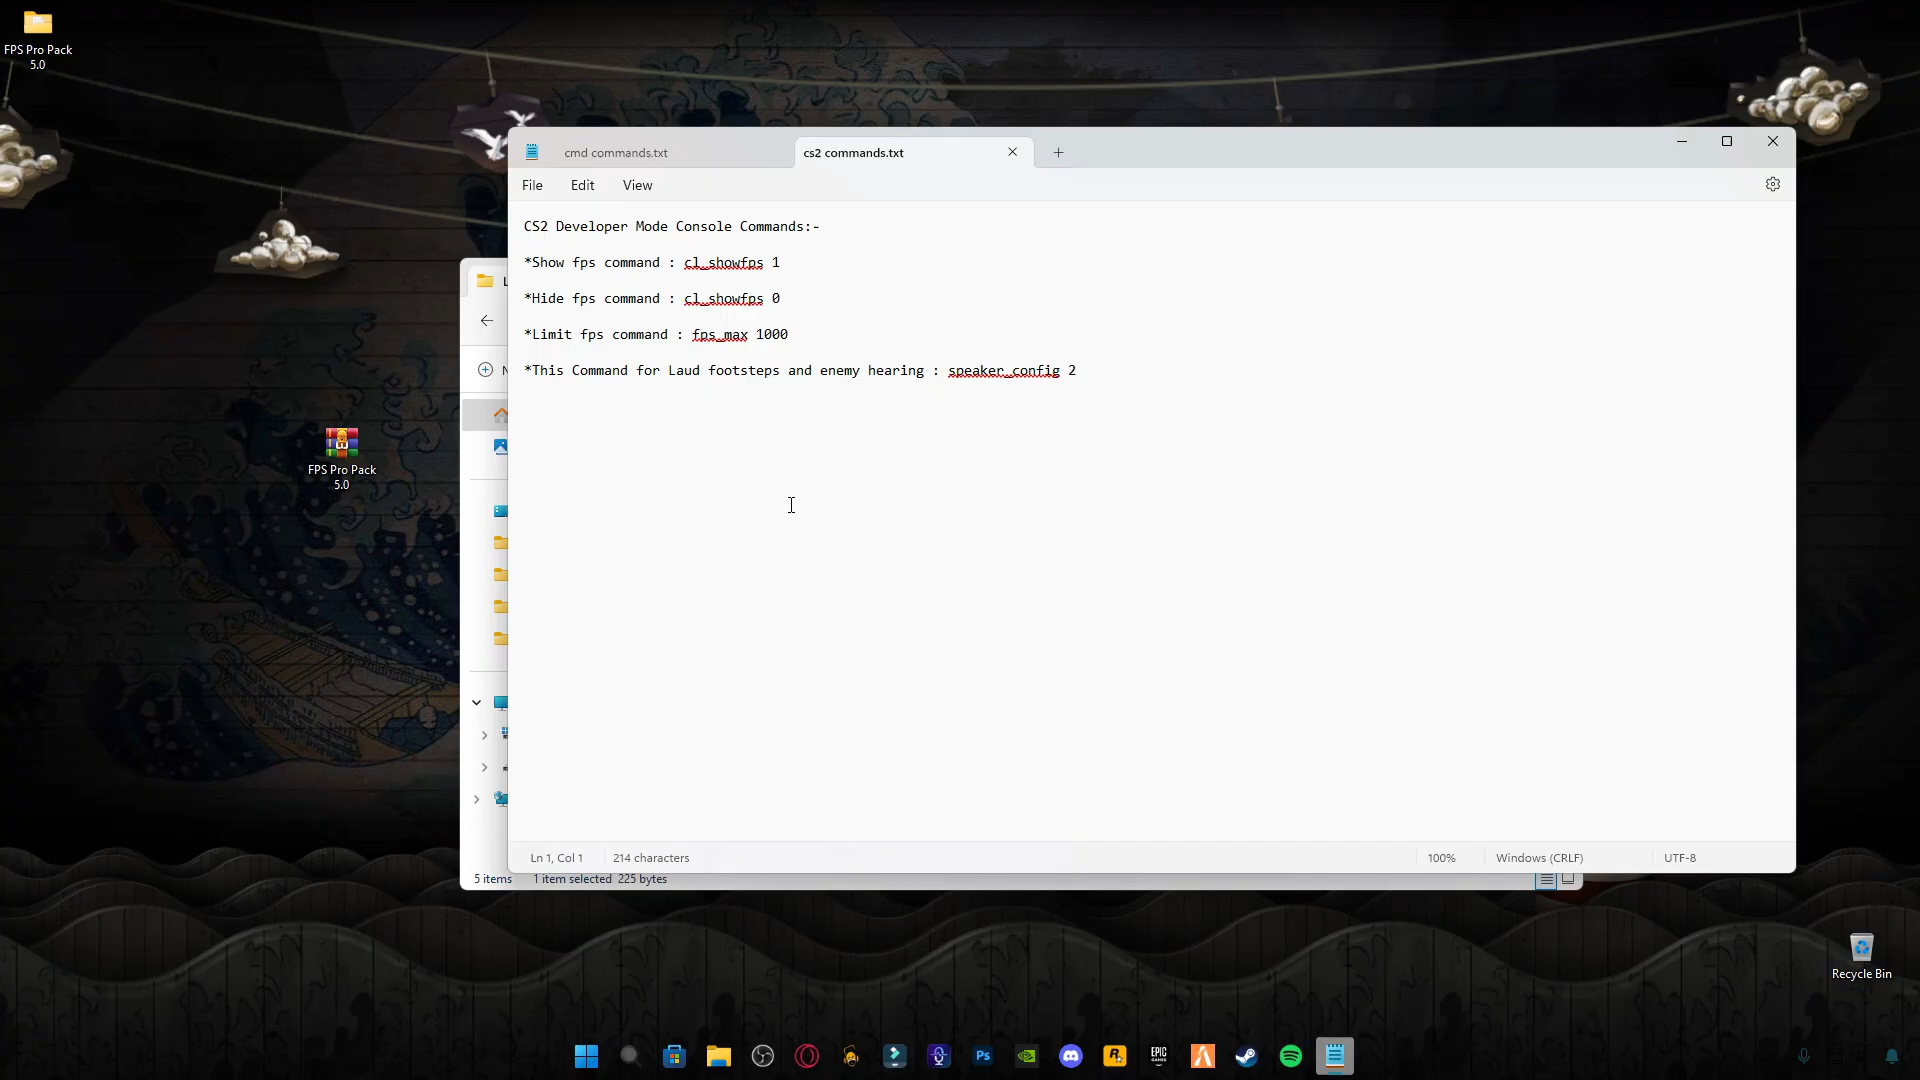 FPS Pro Pack
5.0
cmd commands.txt
cs2 commands.txt
File Edit View
CS2 Developer Mode Console Commands:-
*Show fps command : cl_showfps 1
*Hide fps command : cl_showfps 0
*Limit fps command : fps_max 1000
*This Command for Laud footsteps and enemy hearing : speaker_config 2
FPS Pro Pack
5.0
Ln 1, Col 1 214 characters 100% Windows (CRLF) UTF-8
5 items 1 item selected 225 bytes
Recycle Bin
Ps
R
EPIC
GAMES